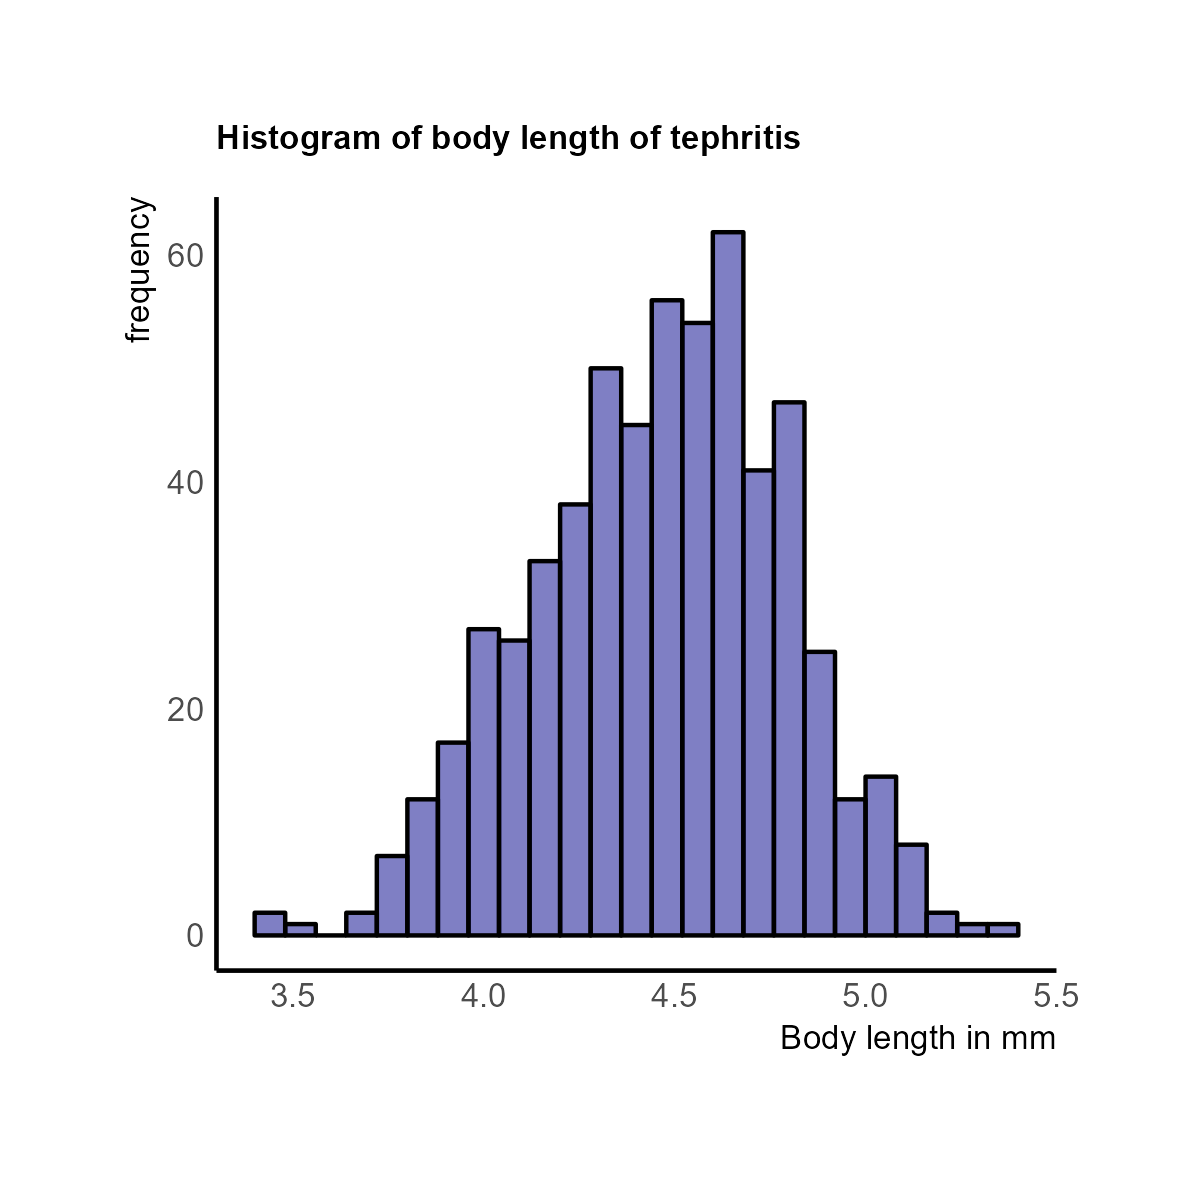 Histogram of body length of tephritis
frequency
60
40
20
0
3.5 4.0 4.5 5.0 5.5
Body length in mm